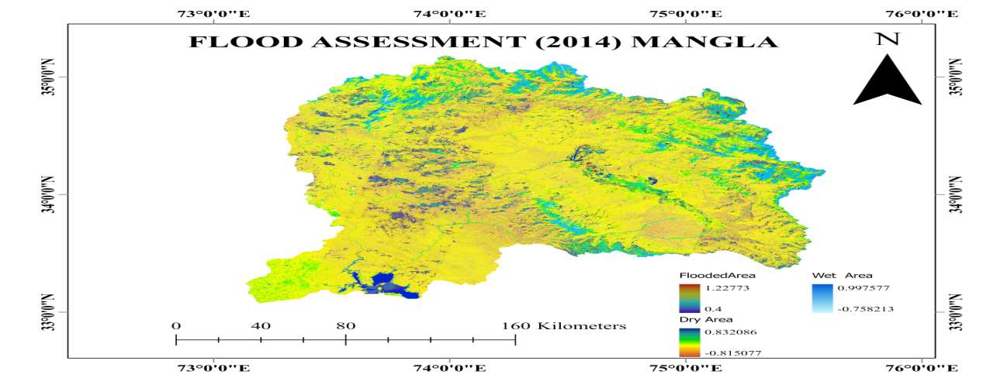 73°0'0"E 74°0'0"E 75°0'0"E 76°0'0"E
FLOOD ASSESSMENT (2014) MANGLA
N
35°0'0"N
35°0'0"N
34°0'0"N
34°0'0"N
33°0'0"N
33°0'0"N
FloodedArea
1.22773
0.4
Wet Area
0.997577
-0.758213
Dry Area
0.832086
-0.815077
0 40 80 160 Kilometers
73°0'0"E 74°0'0"E 75°0'0"E 76°0'0"E